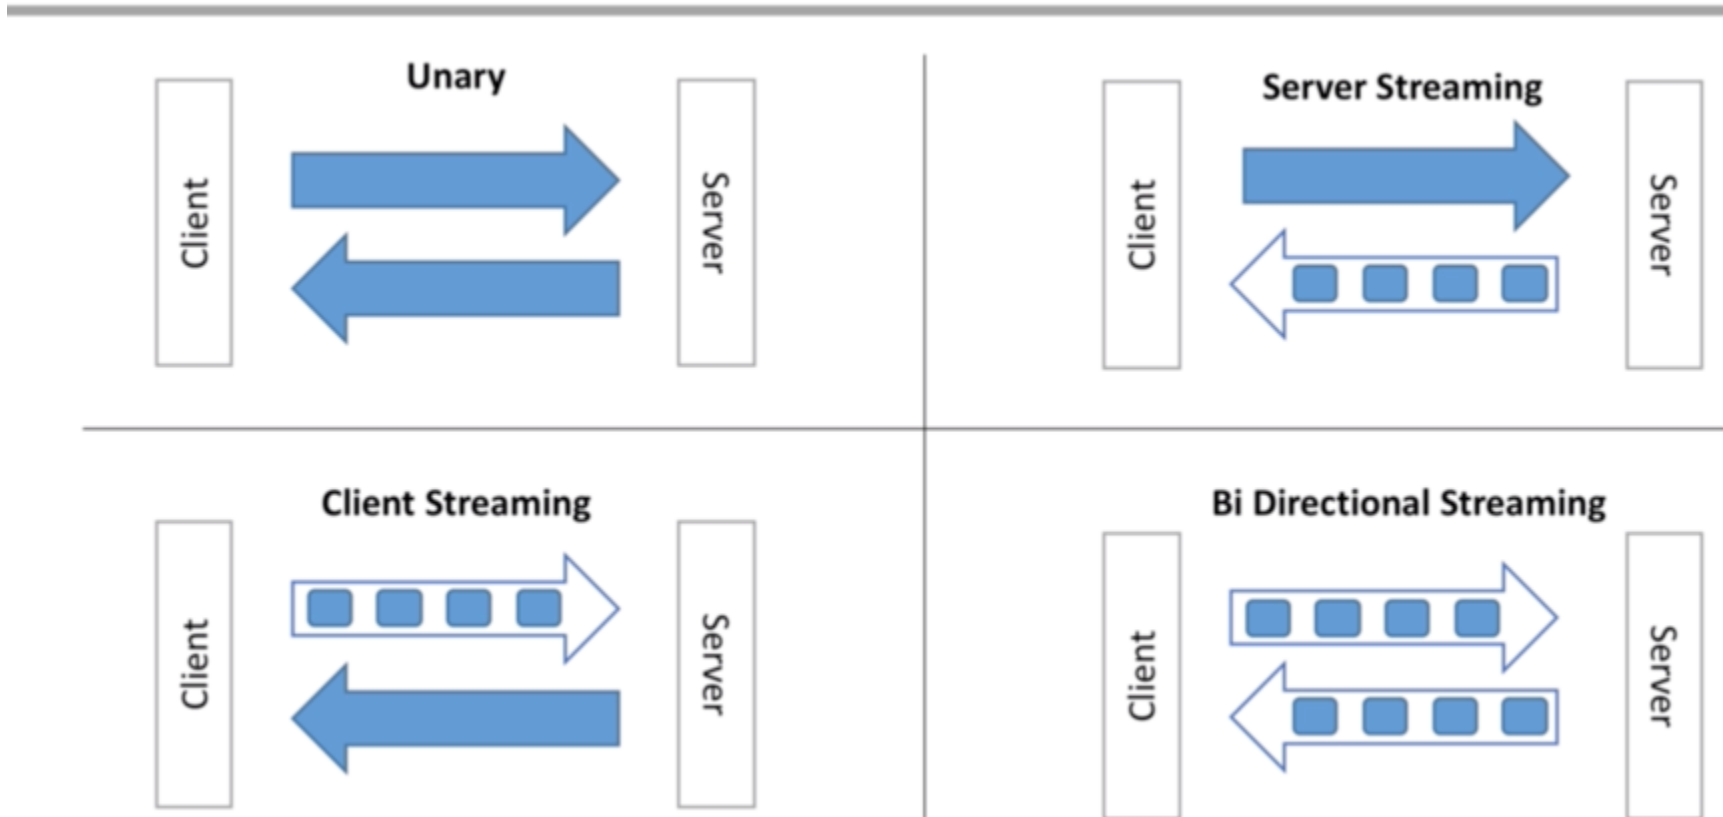 Unary
Client
Server
Server Streaming
Client
Server
Client Streaming
Client
Server
Bi Directional Streaming
Client
Server